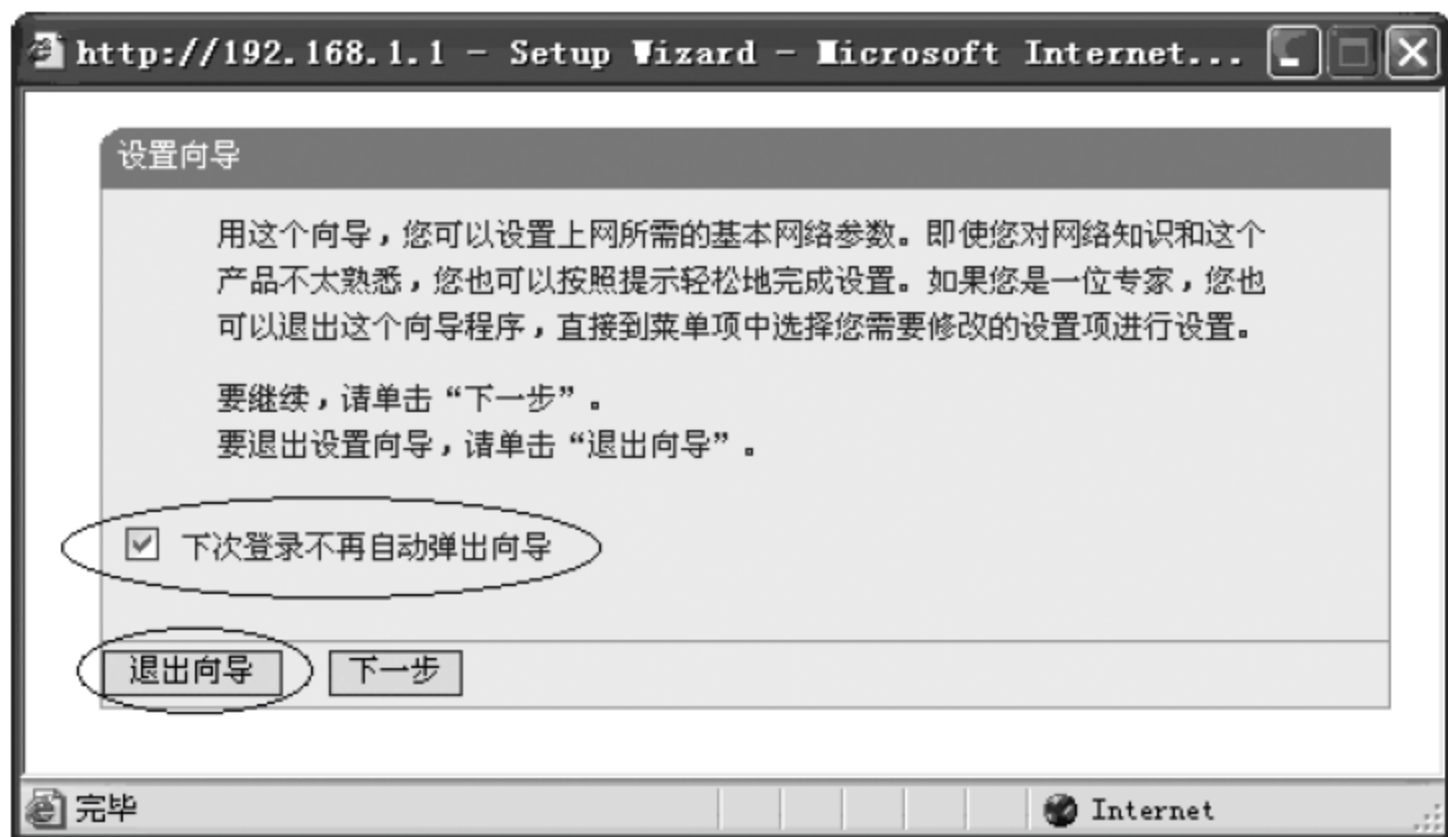 http://192.168.1.1 - Setup Wizard - Microsoft Internet...
设置向导
用这个向导，您可以设置上网所需的基本网络参数。即使您对网络知识和这个
产品不太熟悉，您也可以按照提示轻松地完成设置。如果您是一位专家，您也
可以退出这个向导程序，直接到菜单项中选择您需要修改的设置项进行设置。
要继续，请单击“下一步”。
要退出设置向导，请单击“退出向导”。
下次登录不再自动弹出向导
退出向导 下一步
完毕 Internet